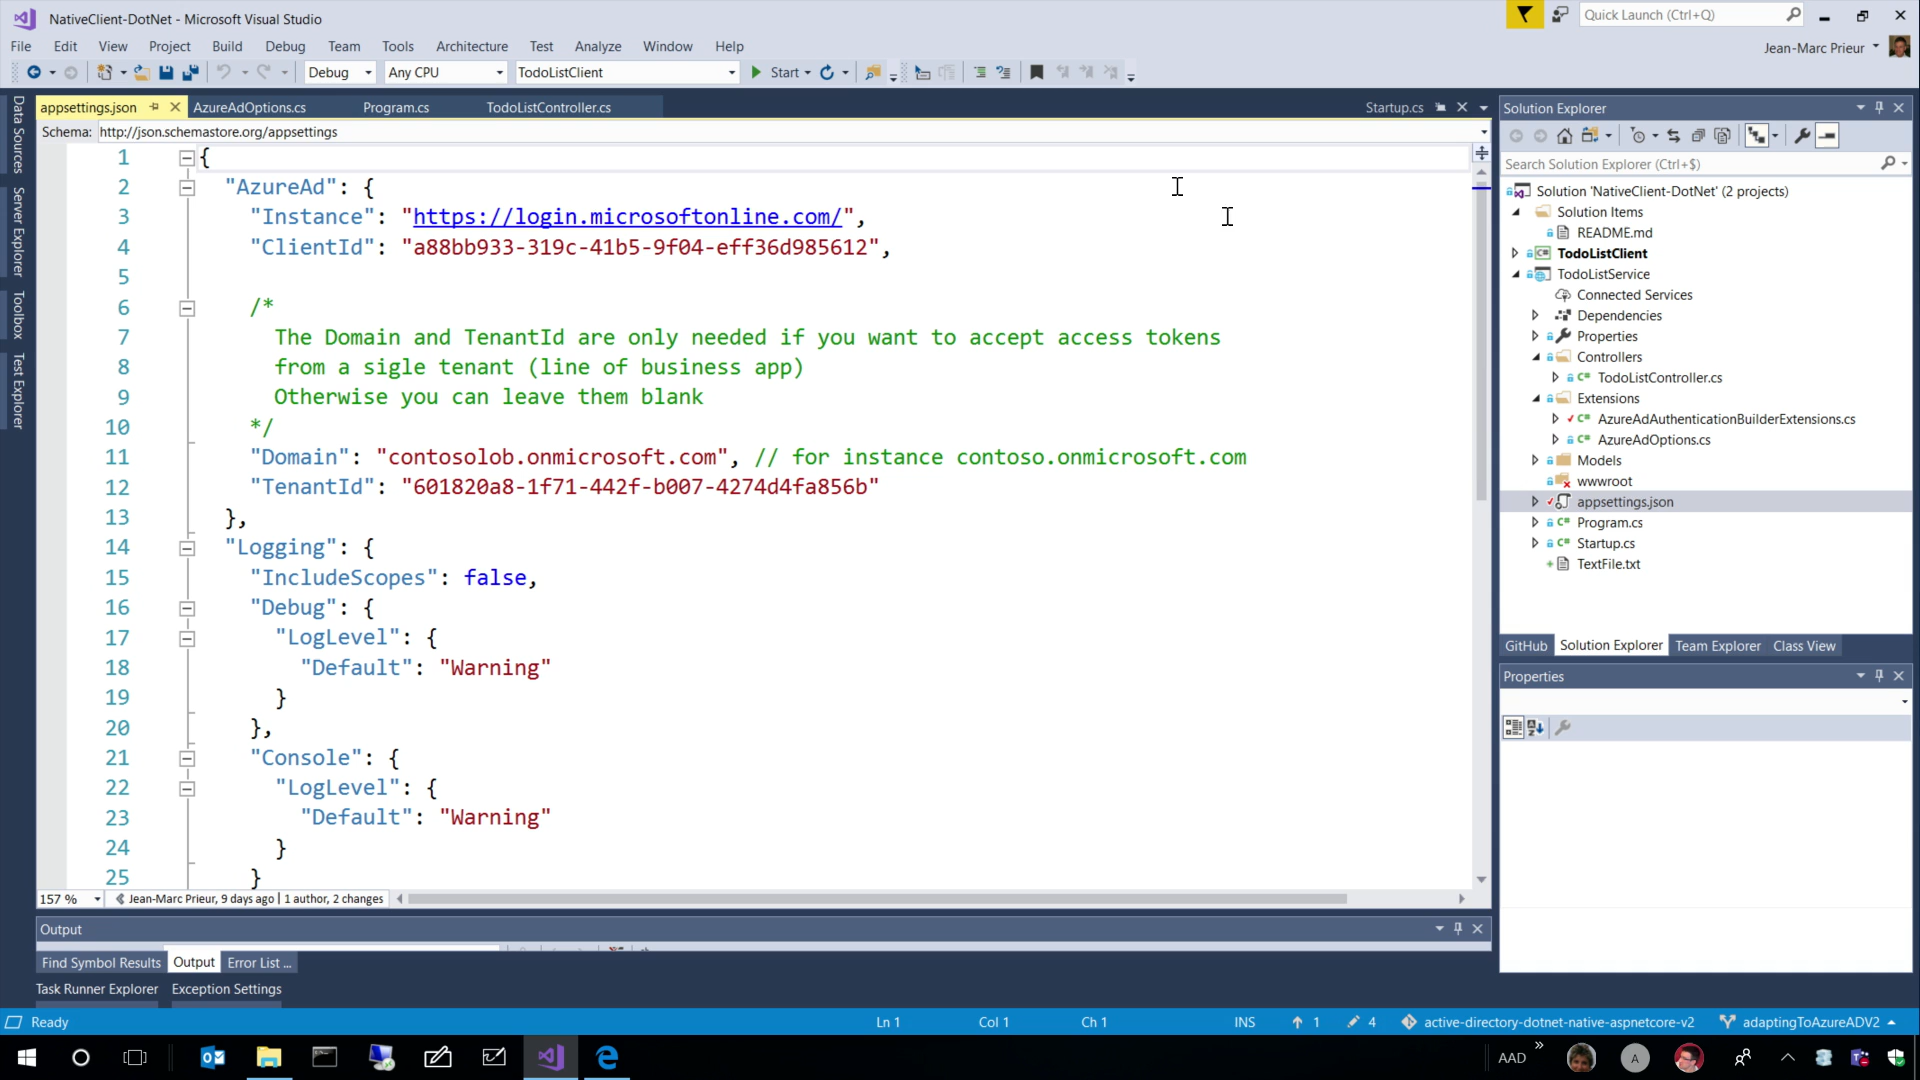 NativeClient-DotNet - Microsoft Visual Studio
Quick Launch (Ctrl+Q)
File Edit View Project Build Debug Team Tools Architecture Test Analyze Window Help
Jean-Marc Prieur
Debug Any CPU TodoListClient Start
Data Sources
Server Explorer
Toolbox
Test Explorer
appsettings.json AzureAdOptions.cs Program.cs TodoListController.cs Startup.cs
Schema: http://json.schemastore.org/appsettings
1 {
2 "AzureAd": {
3 "Instance": "https://login.microsoftonline.com/",
4 "ClientId": "a88bb933-319c-41b5-9f04-eff36d985612",
5
6 /*
7 The Domain and TenantId are only needed if you want to accept access tokens
8 from a sigle tenant (line of business app)
9 Otherwise you can leave them blank
10 */
11 "Domain": "contosolob.onmicrosoft.com", // for instance contoso.onmicrosoft.com
12 "TenantId": "601820a8-1f71-442f-b007-4274d4fa856b"
13 },
14 "Logging": {
15 "IncludeScopes": false,
16 "Debug": {
17 "LogLevel": {
18 "Default": "Warning"
19 }
20 },
21 "Console": {
22 "LogLevel": {
23 "Default": "Warning"
24 }
25 }
157 % Jean-Marc Prieur, 9 days ago | 1 author, 2 changes
Output
Find Symbol Results Output Error List ...
Task Runner Explorer Exception Settings
Solution Explorer
Search Solution Explorer (Ctrl+$)
Solution 'NativeClient-DotNet' (2 projects)
Solution Items
README.md
TodoListClient
TodoListService
Connected Services
Dependencies
Properties
Controllers
TodoListController.cs
Extensions
AzureAdAuthenticationBuilderExtensions.cs
AzureAdOptions.cs
Models
wwwroot
appsettings.json
Program.cs
Startup.cs
TextFile.txt
GitHub Solution Explorer Team Explorer Class View
Properties
Ready Ln 1 Col 1 Ch 1 INS 1 4 active-directory-dotnet-native-aspnetcore-v2 adaptingToAzureADV2
AAD A